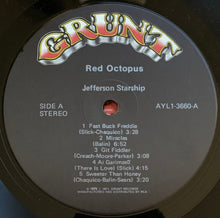 GRUNT
Red Octopus
Jefferson Starship
SIDE A
STEREO
AYL1-3660-A
1 Fast Buck Freddie
(Slick-Chaquico) 3:28
2 Miracles
(Balin) 6:52
3 Git Fiddler
(Creach-Moore-Parker) 3:08
4 Ai Garimasũ
(There is Love) (Slick) 4:15
5 Sweeter Than Honey
(Chaquico-Balin-Sears) 3:20